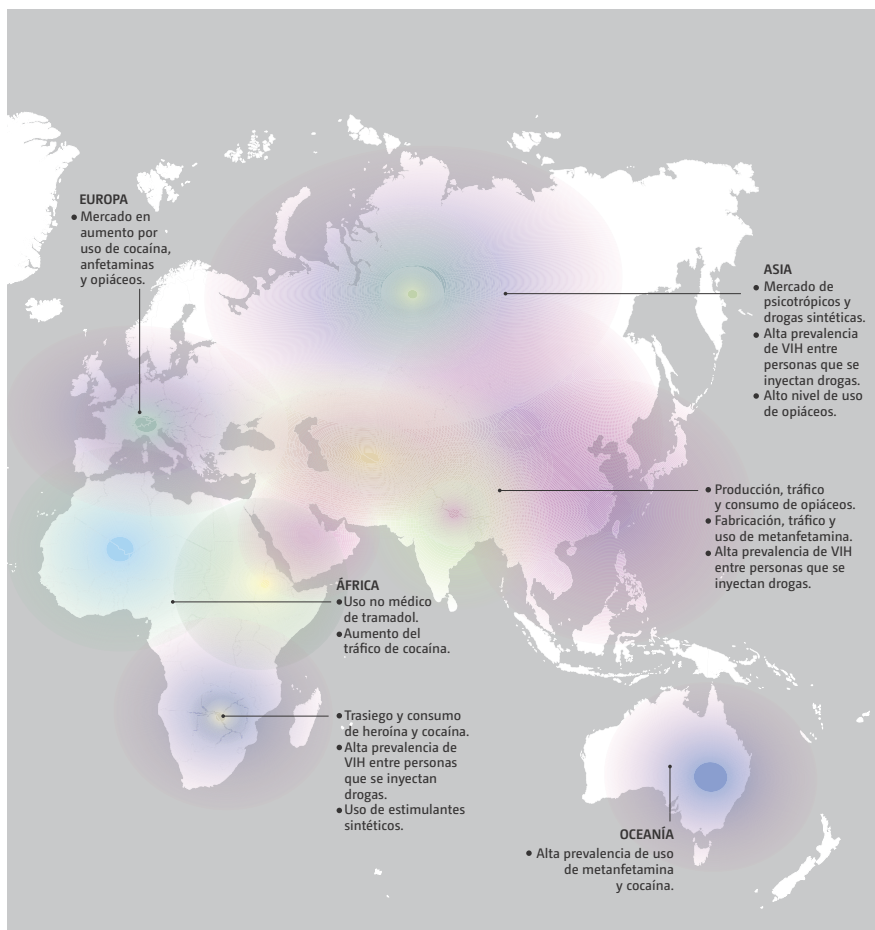 EUROPA
● Mercado en
aumento por
uso de cocaína,
anfetaminas
y opiáceos.
ASIA
● Mercado de
psicotrópicos y
drogas sintéticas.
● Alta prevalencia
de VIH entre
personas que se
inyectan drogas.
● Alto nivel de uso
de opiáceos.
● Producción, tráfico
y consumo de opiáceos.
● Fabricación, tráfico y
uso de metanfetamina.
● Alta prevalencia de VIH
entre personas que se
inyectan drogas.
ÁFRICA
● Uso no médico
de tramadol.
● Aumento del
tráfico de cocaína.
● Trasiego y consumo
de heroína y cocaína.
● Alta prevalencia de
VIH entre personas
que se inyectan
drogas.
● Uso de estimulantes
sintéticos.
OCEANÍA
● Alta prevalencia de uso
de metanfetamina
y cocaína.